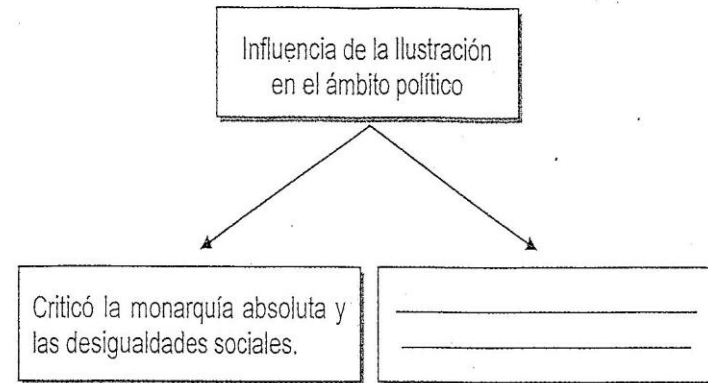 Influencia de la Ilustración
en el ámbito político
Criticó la monarquía absoluta y
las desigualdades sociales.